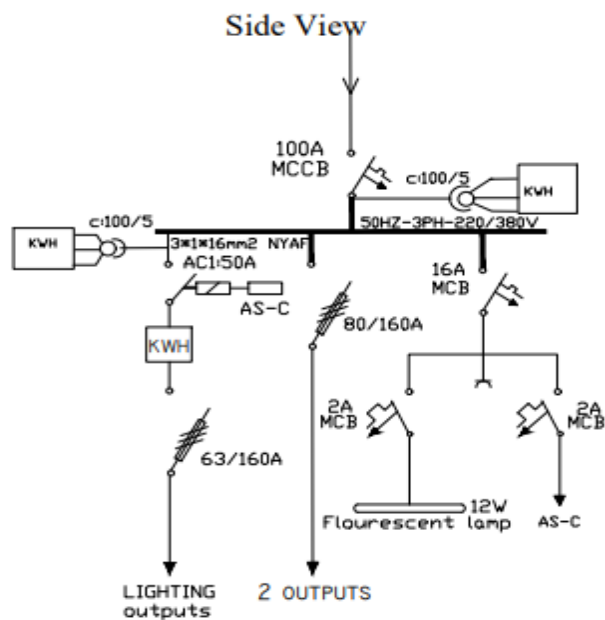 Side View
100A
MCCB
c:100/5
KWH
50HZ-3PH-220/380V
c:100/5
KWH
3*1*16mm2 NYAF
AC1:50A
AS-C
KWH
80/160A
16A
MCB
2A
MCB
2A
MCB
63/160A
12W
Flourescent lamp
AS-C
LIGHTING
outputs
2 OUTPUTS